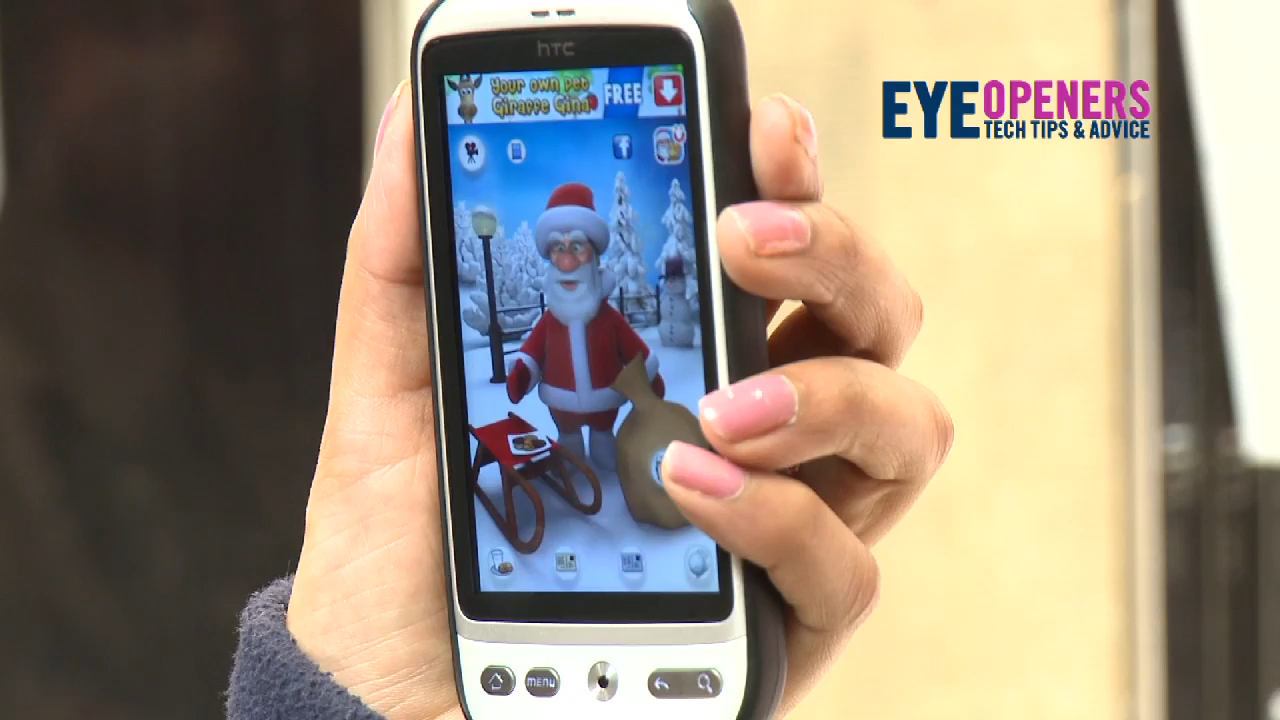 hTC
Your own pet
Giraffe Gina
FREE
f
EYEOPENERS
TECH TIPS & ADVICE
MENU